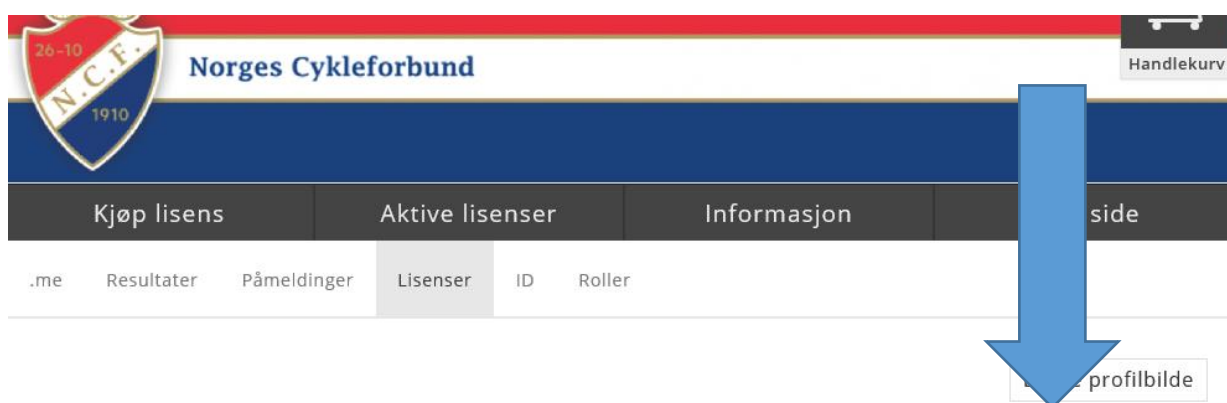 26-10
N.C.F.
1910
Norges Cykleforbund
Handlekurv
Kjøp lisens Aktive lisenser Informasjon side
.me Resultater Påmeldinger Lisenser ID Roller
profilbilde